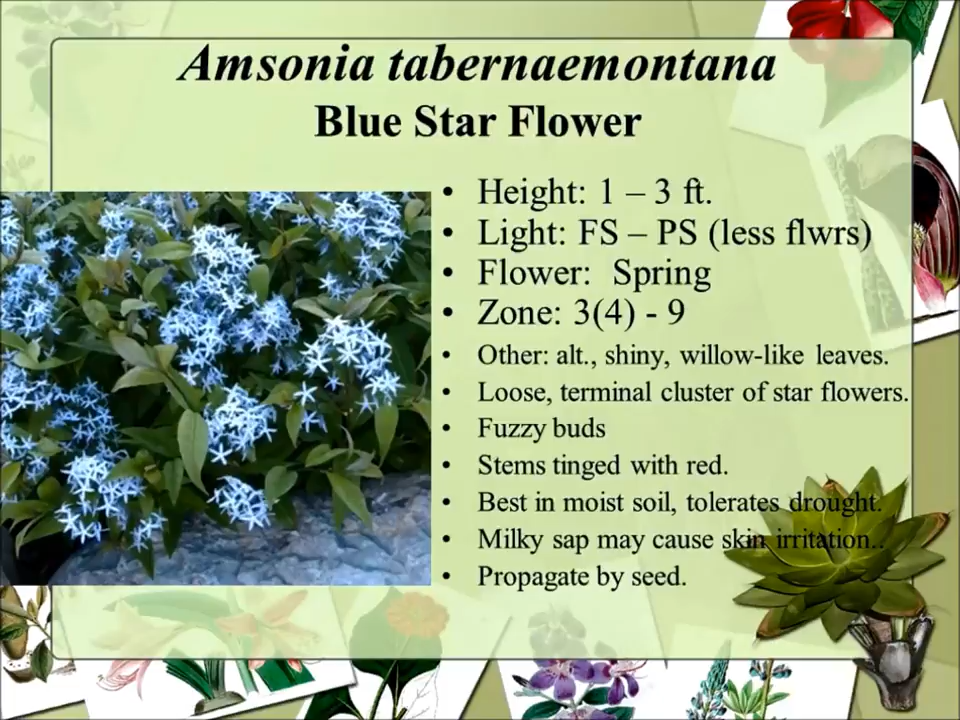 Amsonia tabernaemontana
Blue Star Flower
• Height: 1 – 3 ft.
• Light: FS – PS (less flwrs)
• Flower:  Spring
• Zone: 3(4) - 9
• Other: alt., shiny, willow-like leaves.
• Loose, terminal cluster of star flowers.
• Fuzzy buds
• Stems tinged with red.
• Best in moist soil, tolerates drought.
• Milky sap may cause skin irritation..
• Propagate by seed.